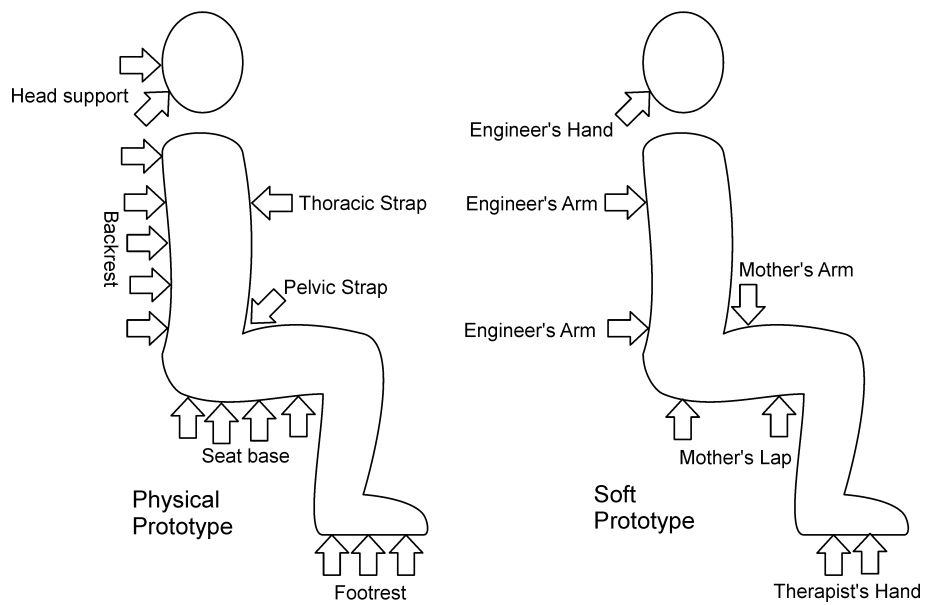 Head support
Backrest
Thoracic Strap
Pelvic Strap
Seat base
Physical
Prototype
Footrest
Engineer's Hand
Engineer's Arm
Mother's Arm
Engineer's Arm
Mother's Lap
Soft
Prototype
Therapist's Hand